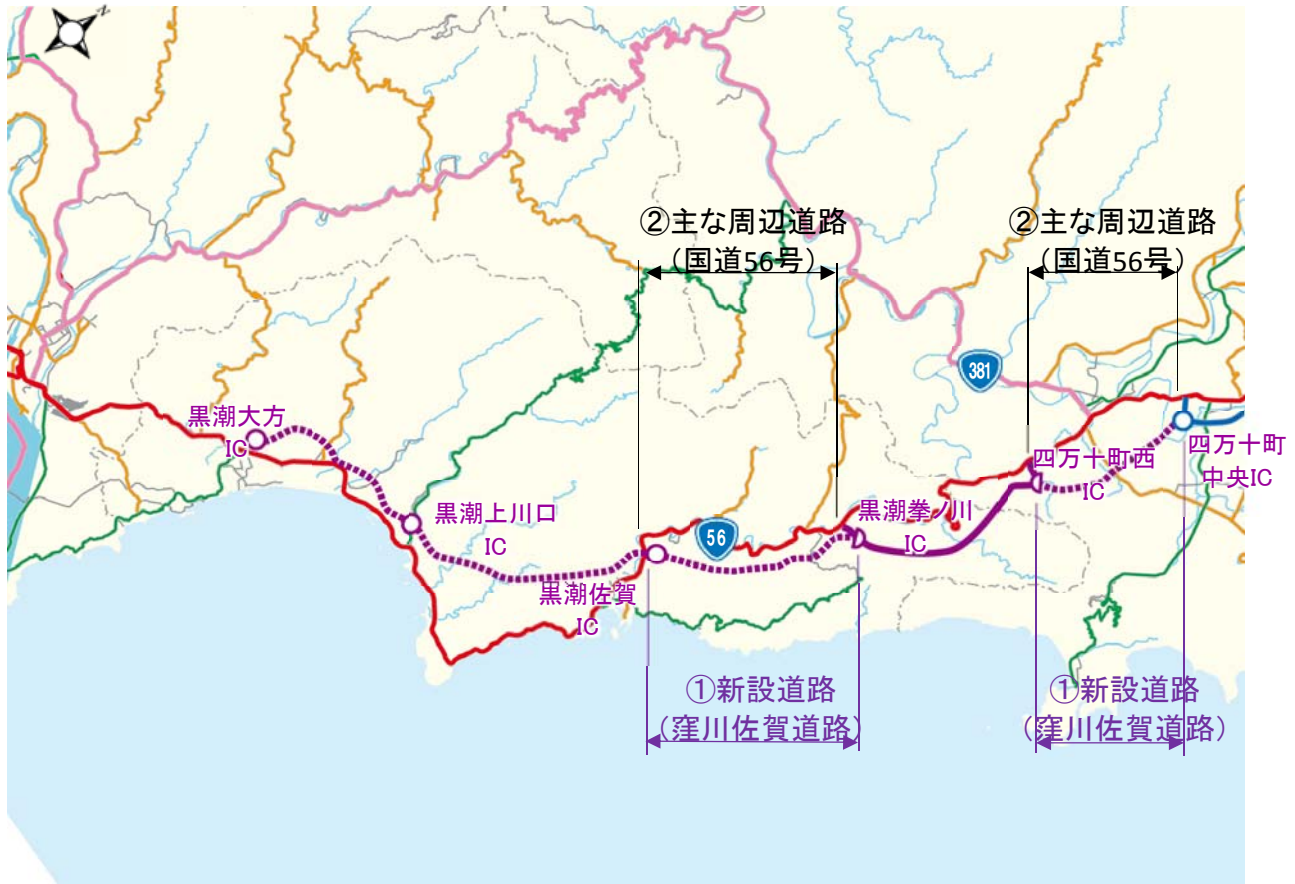 N
②主な周辺道路
(国道56号)
②主な周辺道路
(国道56号)
381
黒潮大方
IC
四万十町西
IC
四万十町
中央IC
黒潮上川口
IC
56
黒潮拳ノ川
IC
黒潮佐賀
IC
①新設道路
(窪川佐賀道路)
①新設道路
(窪川佐賀道路)